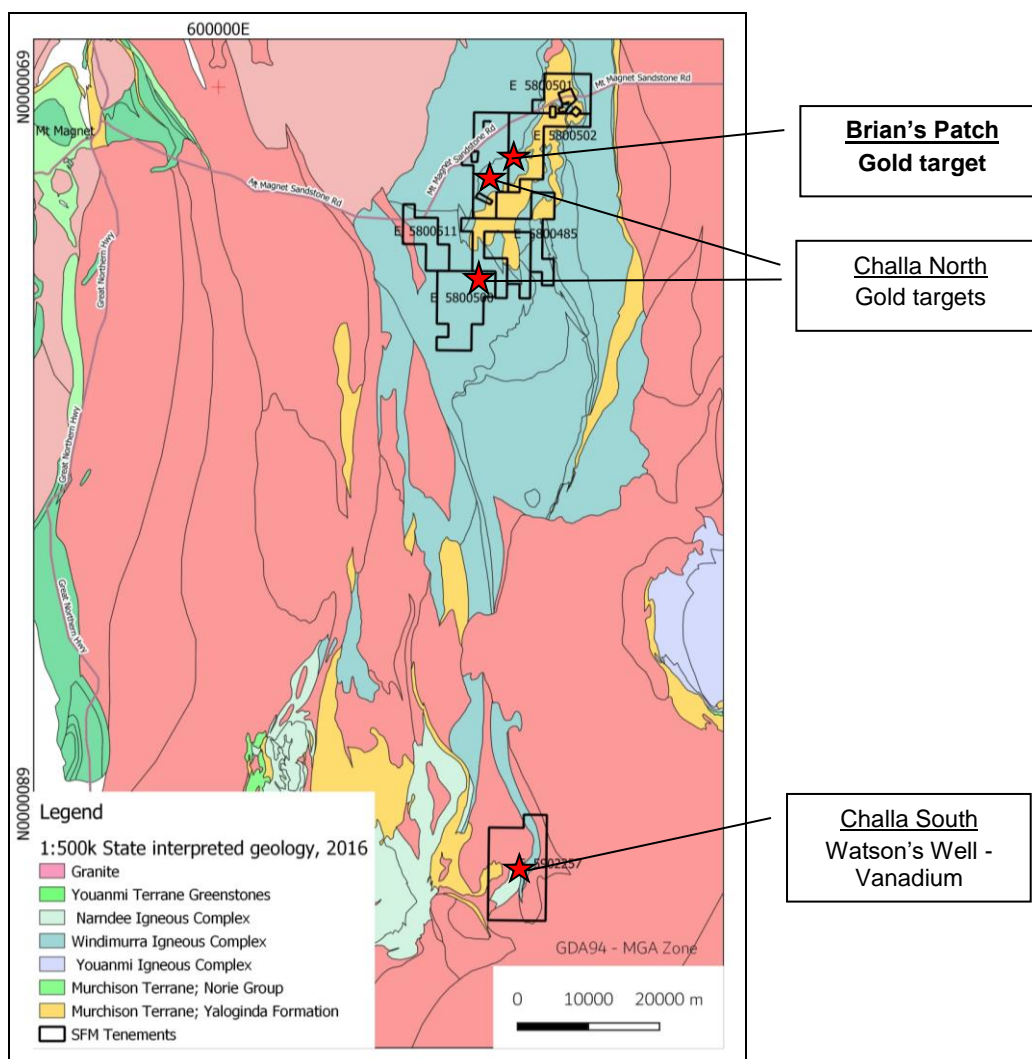 600000E
6900000N
E 5800501
Mt Magnet Sandstone Rd
E 5800502
Mt Magnet
Mt Magnet Sandstone Rd
Mt Magnet Sandstone Rd
E 5800511
E 5800485
Great Northern Hwy
E 5800500
Great Northern Hwy
Great Northern Hwy
6800000N
Brian's Patch
Gold target
Challa North
Gold targets
Challa South
Watson's Well -
Vanadium
5902257
Legend
1:500k State interpreted geology, 2016
Granite
Youanmi Terrane Greenstones
Narndee Igneous Complex
Windimurra Igneous Complex
Youanmi Igneous Complex
Murchison Terrane; Norie Group
Murchison Terrane; Yaloginda Formation
SFM Tenements
GDA94 - MGA Zone
0 10000 20000 m